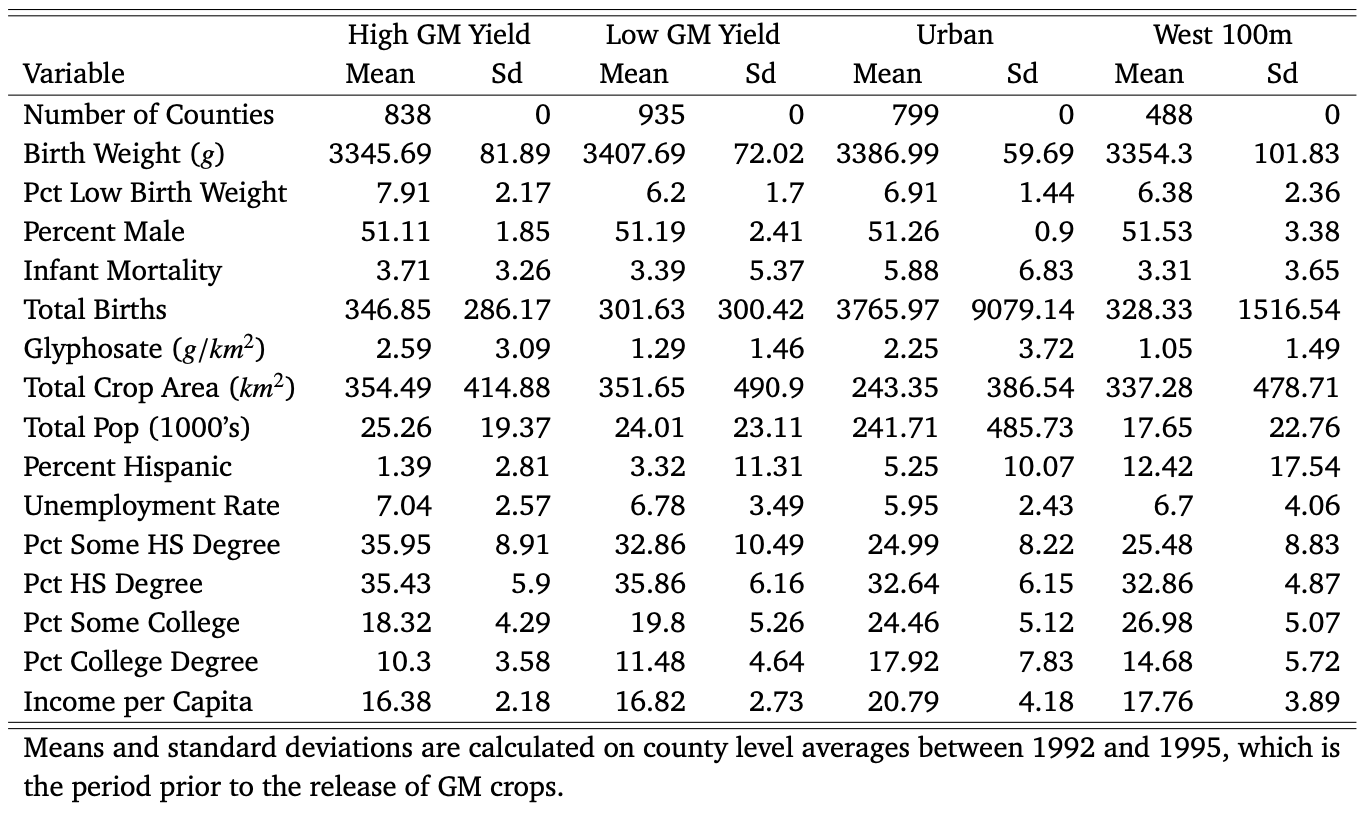 High GM Yield Low GM Yield Urban West 100m
Variable Mean Sd Mean Sd Mean Sd Mean Sd
Number of Counties 838 0 935 0 799 0 488 0
Birth Weight (g) 3345.69 81.89 3407.69 72.02 3386.99 59.69 3354.3 101.83
Pct Low Birth Weight 7.91 2.17 6.2 1.7 6.91 1.44 6.38 2.36
Percent Male 51.11 1.85 51.19 2.41 51.26 0.9 51.53 3.38
Infant Mortality 3.71 3.26 3.39 5.37 5.88 6.83 3.31 3.65
Total Births 346.85 286.17 301.63 300.42 3765.97 9079.14 328.33 1516.54
Glyphosate (g/km²) 2.59 3.09 1.29 1.46 2.25 3.72 1.05 1.49
Total Crop Area (km²) 354.49 414.88 351.65 490.9 243.35 386.54 337.28 478.71
Total Pop (1000’s) 25.26 19.37 24.01 23.11 241.71 485.73 17.65 22.76
Percent Hispanic 1.39 2.81 3.32 11.31 5.25 10.07 12.42 17.54
Unemployment Rate 7.04 2.57 6.78 3.49 5.95 2.43 6.7 4.06
Pct Some HS Degree 35.95 8.91 32.86 10.49 24.99 8.22 25.48 8.83
Pct HS Degree 35.43 5.9 35.86 6.16 32.64 6.15 32.86 4.87
Pct Some College 18.32 4.29 19.8 5.26 24.46 5.12 26.98 5.07
Pct College Degree 10.3 3.58 11.48 4.64 17.92 7.83 14.68 5.72
Income per Capita 16.38 2.18 16.82 2.73 20.79 4.18 17.76 3.89
Means and standard deviations are calculated on county level averages between 1992 and 1995, which is
the period prior to the release of GM crops.